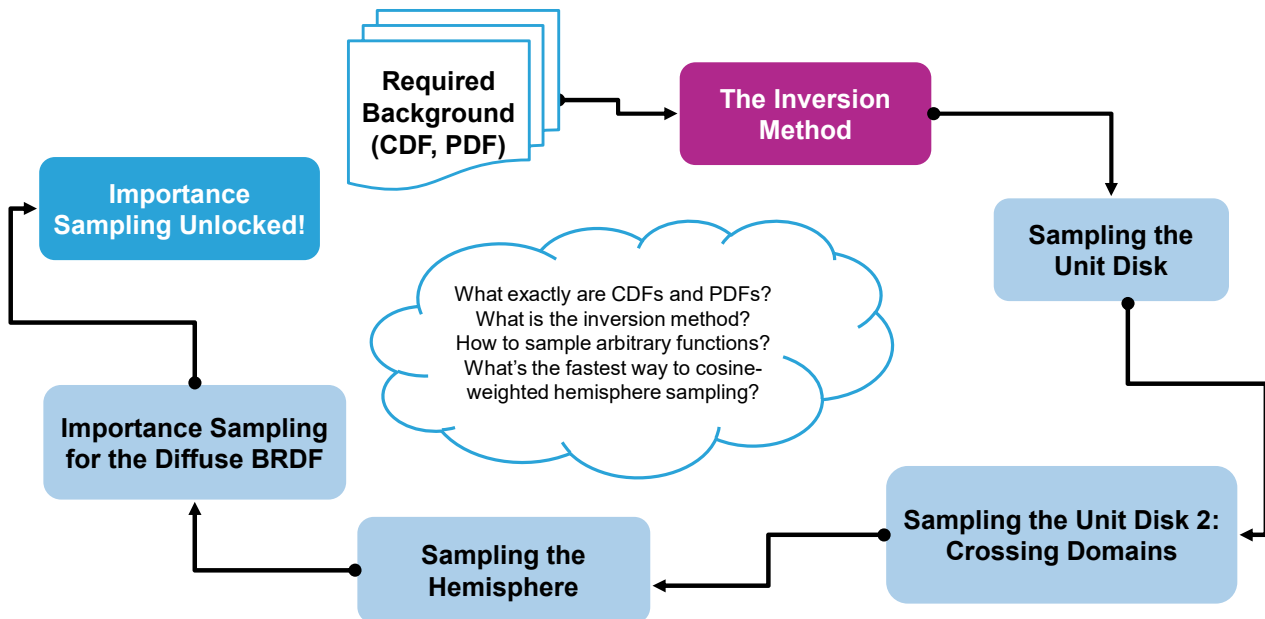 Required
Background
(CDF, PDF)
The Inversion
Method
Importance
Sampling Unlocked!
Sampling the
Unit Disk
What exactly are CDFs and PDFs?
What is the inversion method?
How to sample arbitrary functions?
What’s the fastest way to cosine-
weighted hemisphere sampling?
Importance Sampling
for the Diffuse BRDF
Sampling the Unit Disk 2:
Crossing Domains
Sampling the
Hemisphere